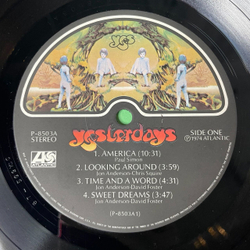 Yes
P-8503A
STEREO
yesterdays
SIDE ONE
℗1974 ATLANTIC
1. AMERICA (10:31)
Paul Simon
2. LOOKING AROUND (3:59)
Jon Anderson-Chris Squire
3. TIME AND A WORD (4:31)
Jon Anderson-David Foster
4. SWEET DREAMS (3:47)
Jon Anderson-David Foster
(P-8503A1)
ATLANTIC